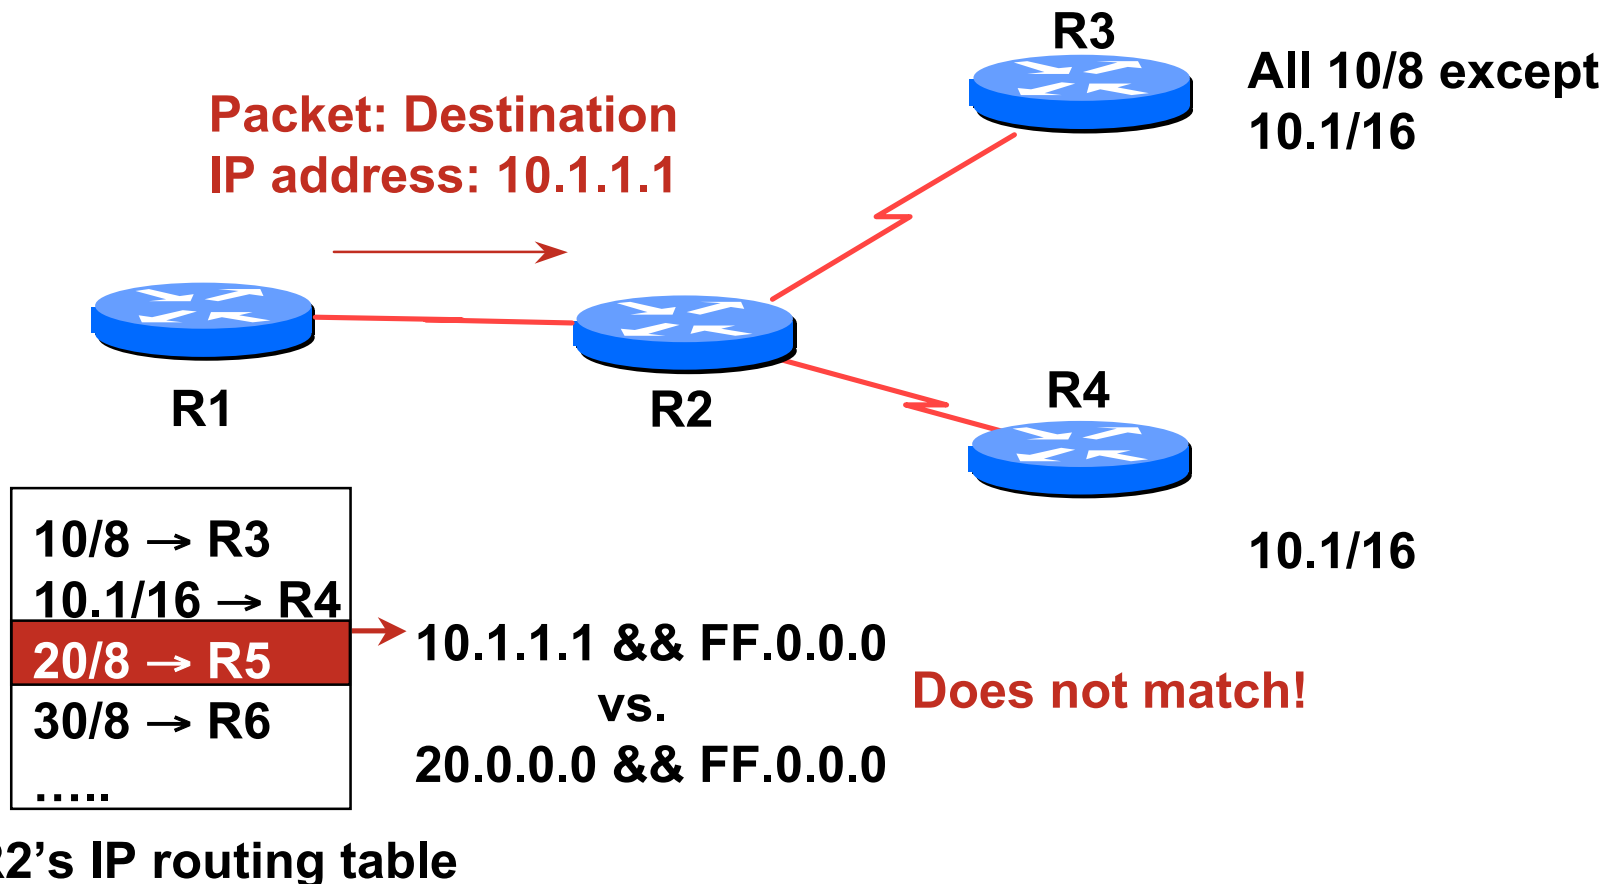 R3
All 10/8 except
10.1/16
Packet: Destination
IP address: 10.1.1.1
R1
R2
R4
10.1/16
10/8 → R3
10.1/16 → R4
20/8 → R5
30/8 → R6
…..
10.1.1.1 && FF.0.0.0
vs.
20.0.0.0 && FF.0.0.0
Does not match!
R2’s IP routing table